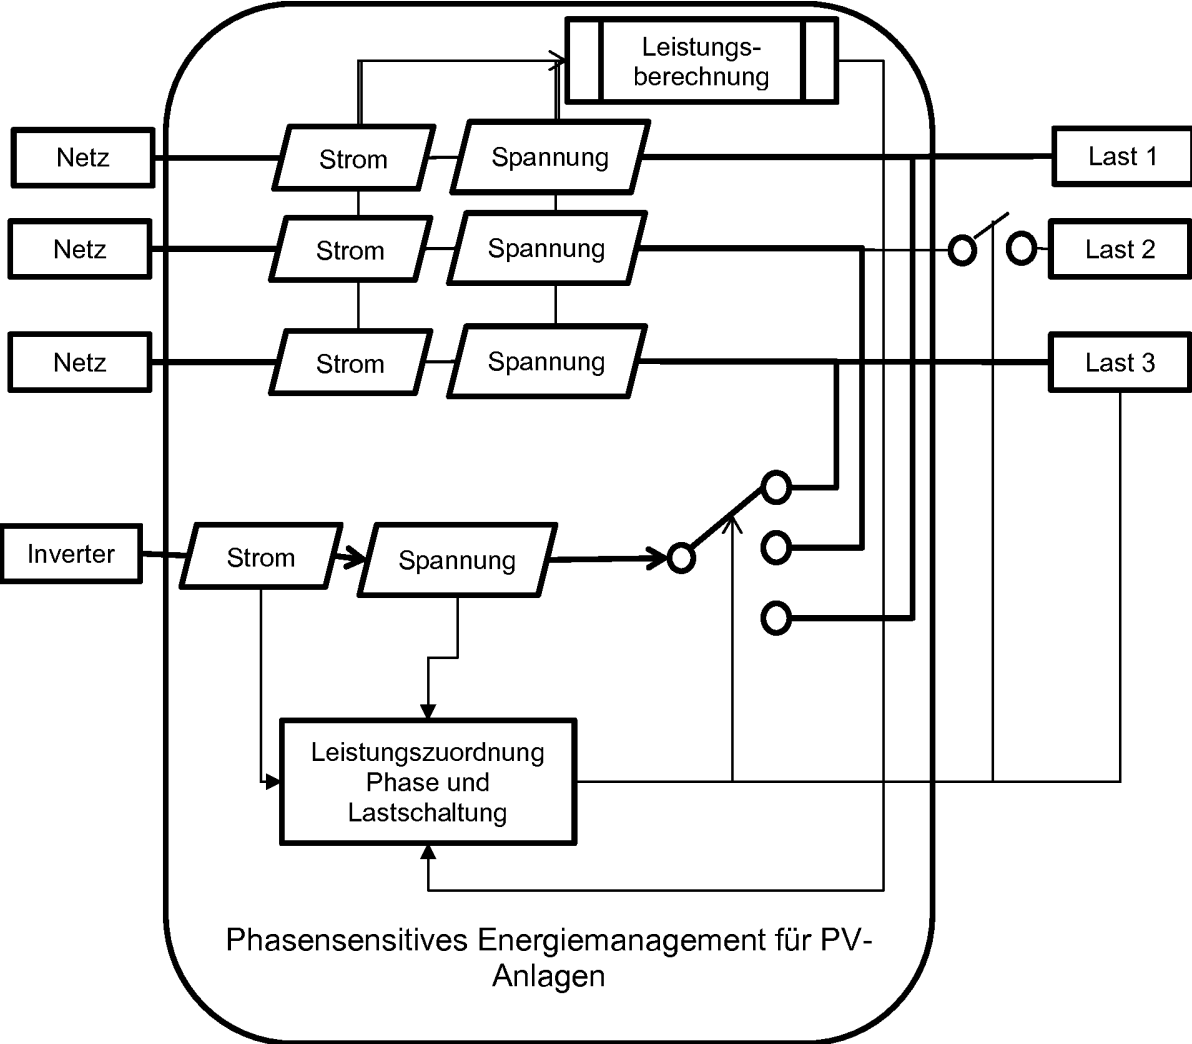 Leistungs-
berechnung
Netz
Strom
Spannung
Last 1
Netz
Strom
Spannung
Last 2
Netz
Strom
Spannung
Last 3
Inverter
Strom
Spannung
Leistungszuordnung
Phase und
Lastschaltung
Phasensensitives Energiemanagement für PV-
Anlagen